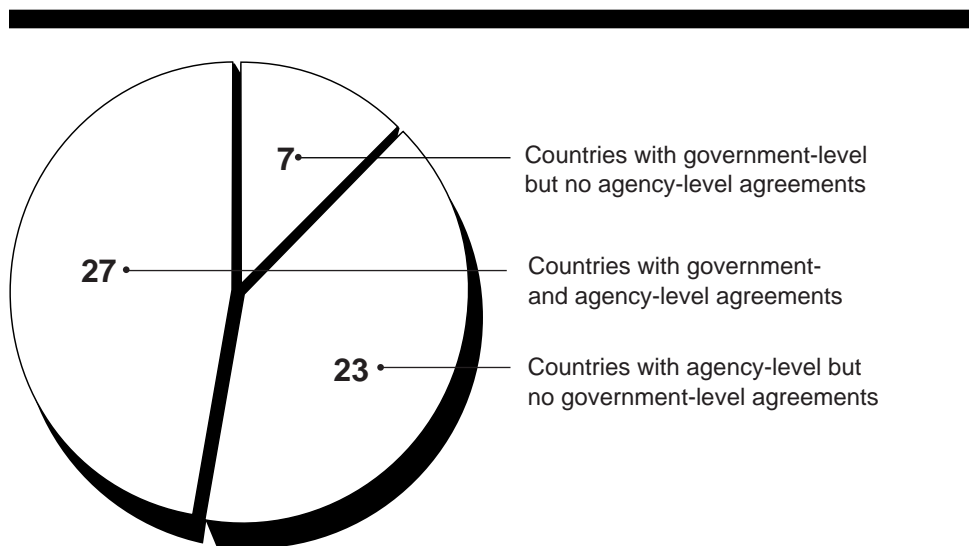 7
Countries with government-level
but no agency-level agreements
27
Countries with government-
and agency-level agreements
23
Countries with agency-level but
no government-level agreements